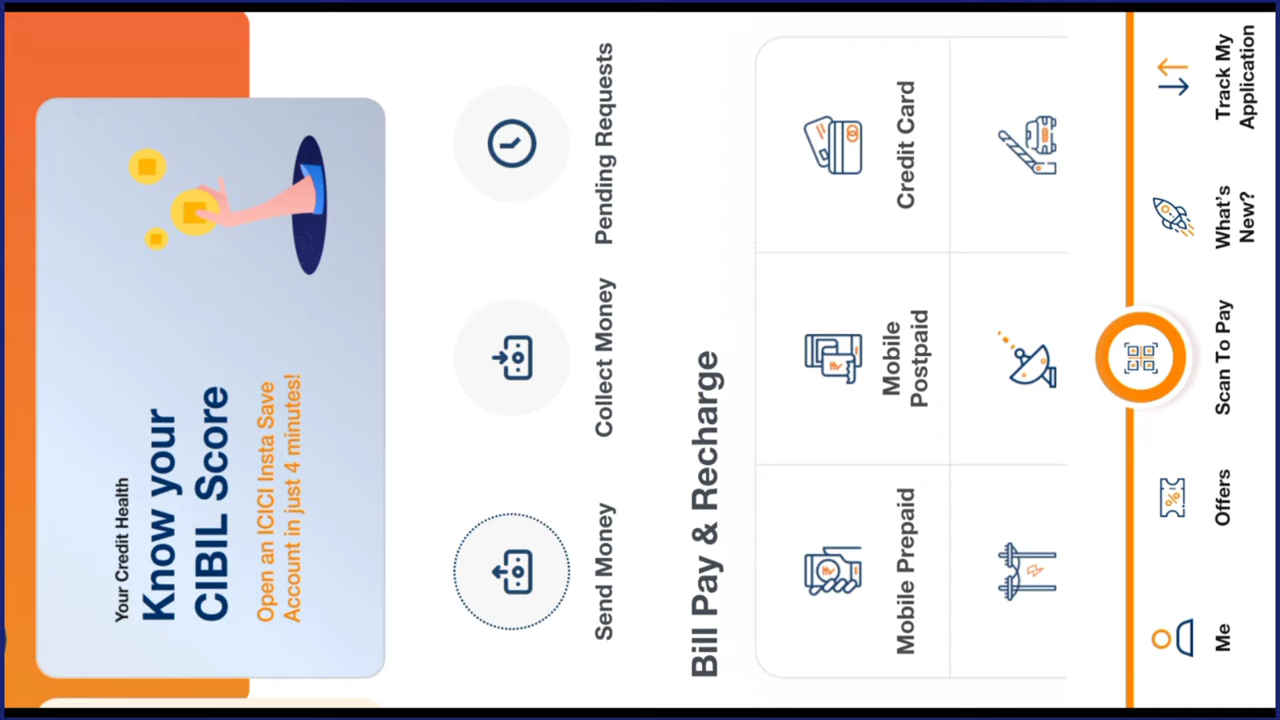 Your Credit Health
Know your
CIBIL Score
Open an ICICI Insta Save
Account in just 4 minutes!
Send Money
Collect Money
Pending Requests
Bill Pay & Recharge
Mobile Prepaid
Mobile
Postpaid
Credit Card
Me
Offers
Scan To Pay
What's
New?
Track My
Application